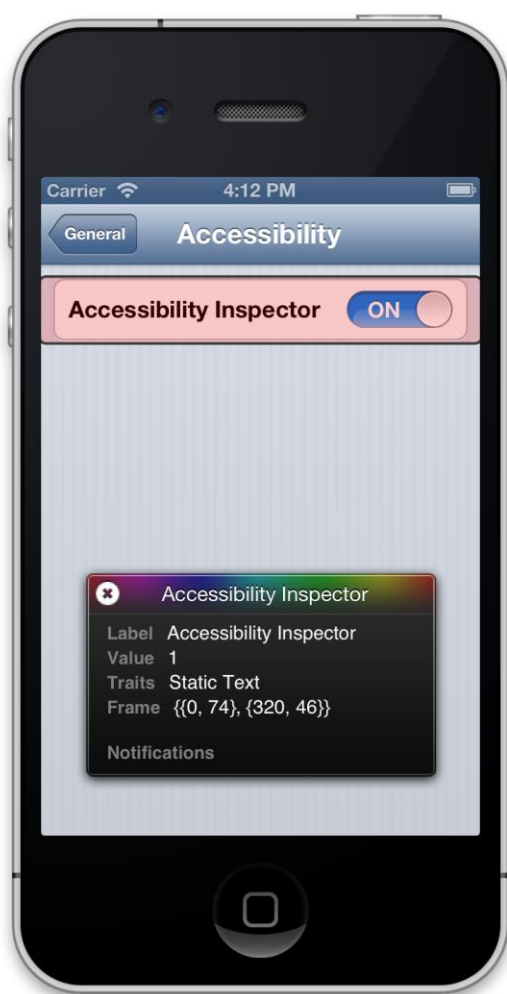 Carrier 4:12 PM
General Accessibility
Accessibility Inspector ON
Accessibility Inspector
Label Accessibility Inspector
Value 1
Traits Static Text
Frame {{0, 74}, {320, 46}}
Notifications